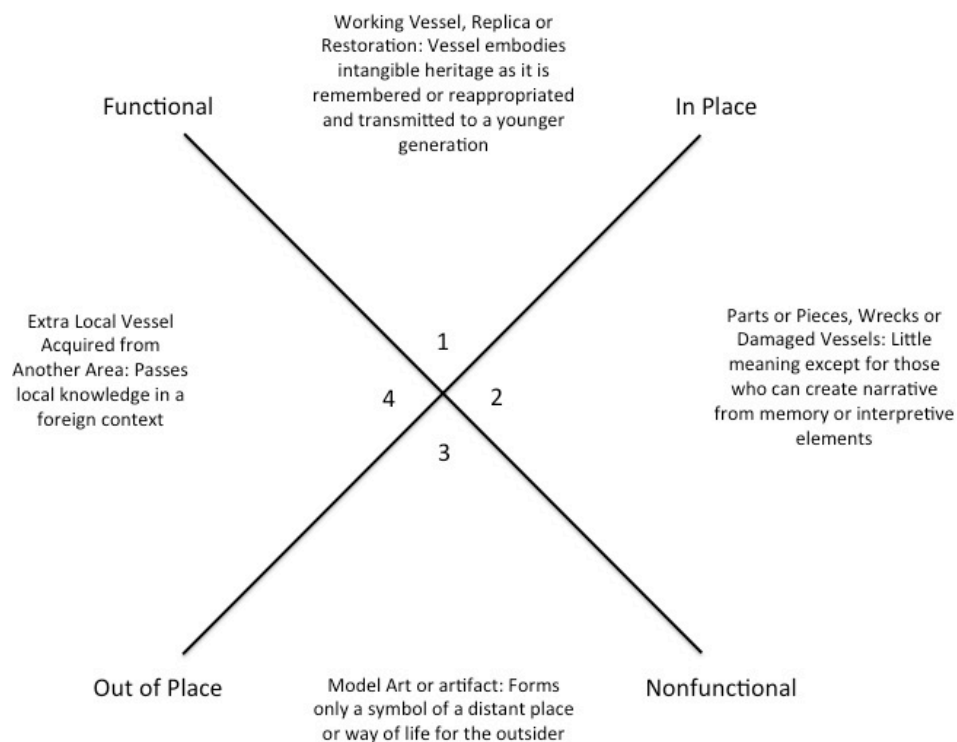 Working Vessel, Replica or
Restoration: Vessel embodies
intangible heritage as it is
remembered or reappropriated
and transmitted to a younger
generation
Functional
In Place
Extra Local Vessel
Acquired from
Another Area: Passes
local knowledge in a
foreign context
1
4
2
3
Parts or Pieces, Wrecks or
Damaged Vessels: Little
meaning except for those
who can create narrative
from memory or interpretive
elements
Out of Place
Model Art or artifact: Forms
only a symbol of a distant place
or way of life for the outsider
Nonfunctional